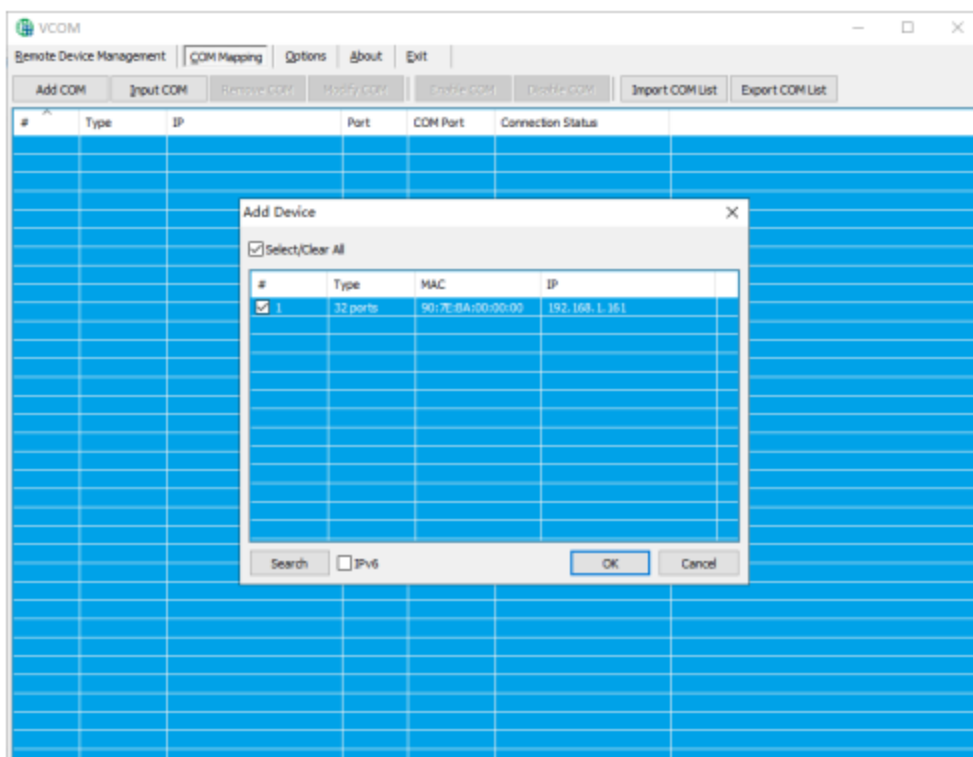 VCOM
Remote Device Management COM Mapping Options About Exit
Add COM Input COM Remove COM Modify COM Enable COM Disable COM Import COM List Export COM List
# Type IP Port COM Port Connection Status
Add Device
Select/Clear All
# Type MAC IP
1 32 ports 90:7E:BA:00:00:00 192.168.1.161
Search IPv6 OK Cancel